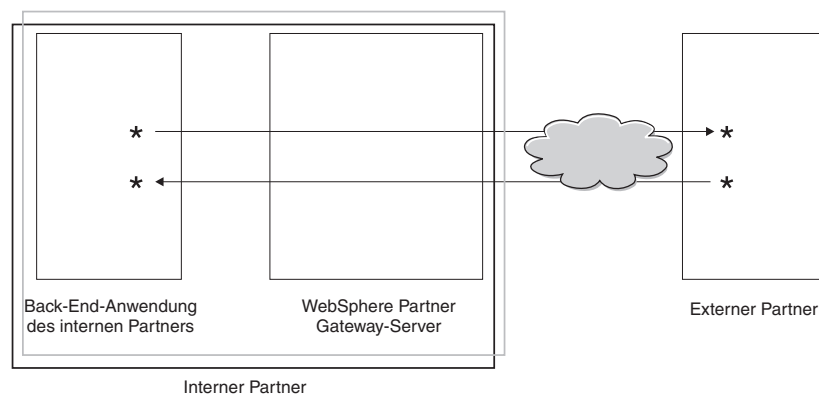 *
*
*
*
Back-End-Anwendung
des internen Partners
WebSphere Partner
Gateway-Server
Externer Partner
Interner Partner